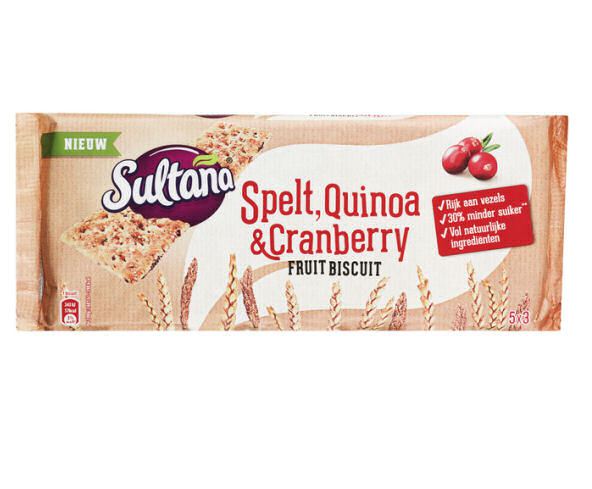 NIEUW
Sultana
Spelt, Quinoa
& Cranberry
FRUIT BISCUIT
✓Rijk aan vezels
✓30% minder suiker**
✓Vol natuurlijke
ingrediënten
5x3